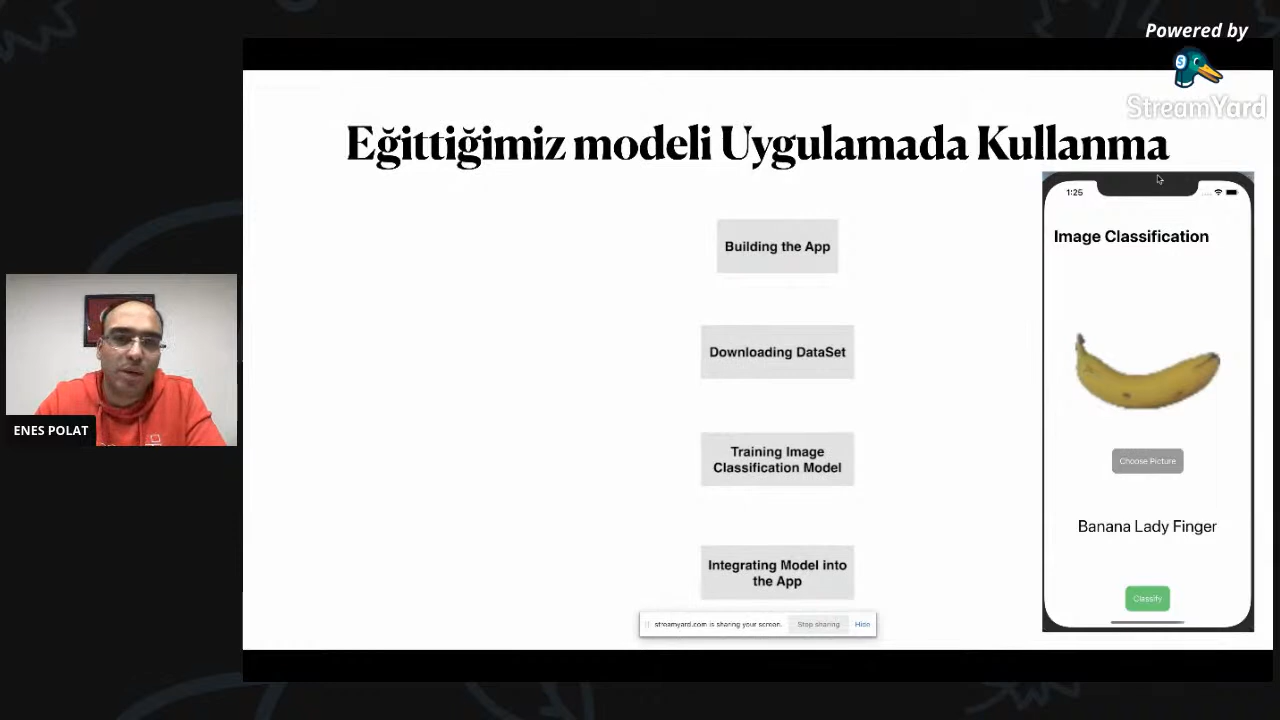 Powered by
StreamYard
Eğittiğimiz modeli Uygulamada Kullanma
1:25
Image Classification
Building the App
Downloading DataSet
Training Image
Classification Model
Integrating Model into
the App
Choose Picture
Banana Lady Finger
Classify
ENES POLAT
streamyard.com is sharing your screen.
Stop sharing
Hide